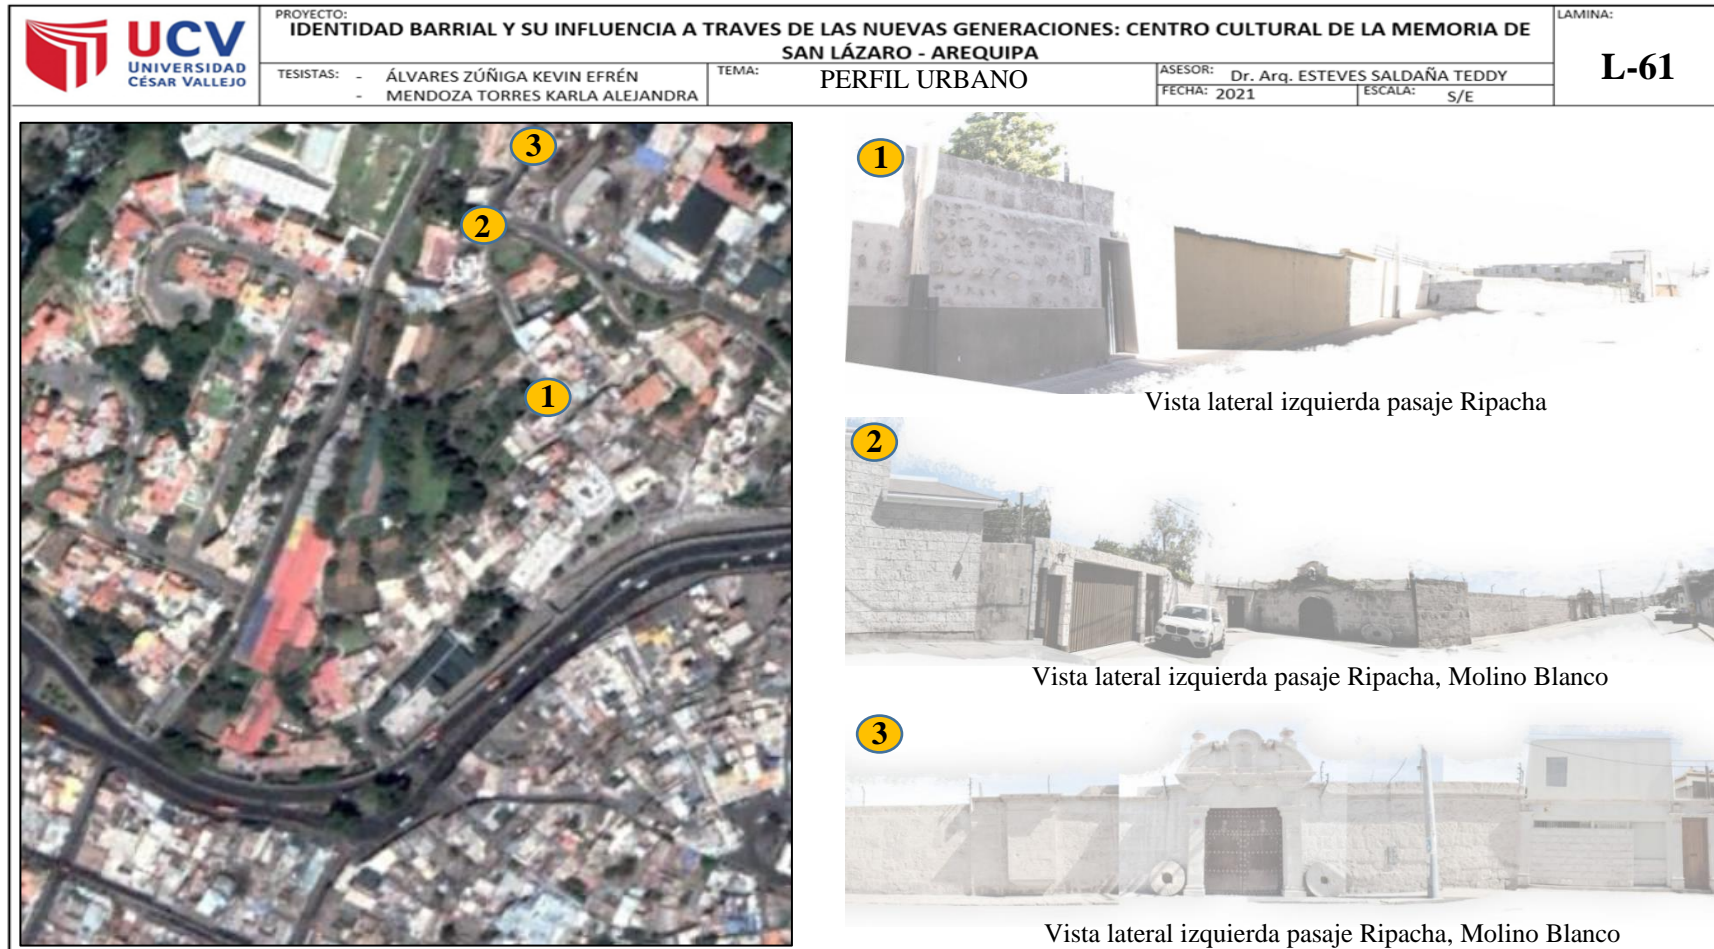 UCV
UNIVERSIDAD
CÉSAR VALLEJO
PROYECTO:
IDENTIDAD BARRIAL Y SU INFLUENCIA A TRAVES DE LAS NUEVAS GENERACIONES: CENTRO CULTURAL DE LA MEMORIA DE
SAN LÁZARO - AREQUIPA
TESISTAS: - ÁLVARES ZÚÑIGA KEVIN EFRÉN
- MENDOZA TORRES KARLA ALEJANDRA
TEMA: PERFIL URBANO
ASESOR: Dr. Arq. ESTEVES SALDAÑA TEDDY
FECHA: 2021
ESCALA: S/E
LAMINA:
L-61
3
2
1
1
Vista lateral izquierda pasaje Ripacha
2
Vista lateral izquierda pasaje Ripacha, Molino Blanco
3
Vista lateral izquierda pasaje Ripacha, Molino Blanco